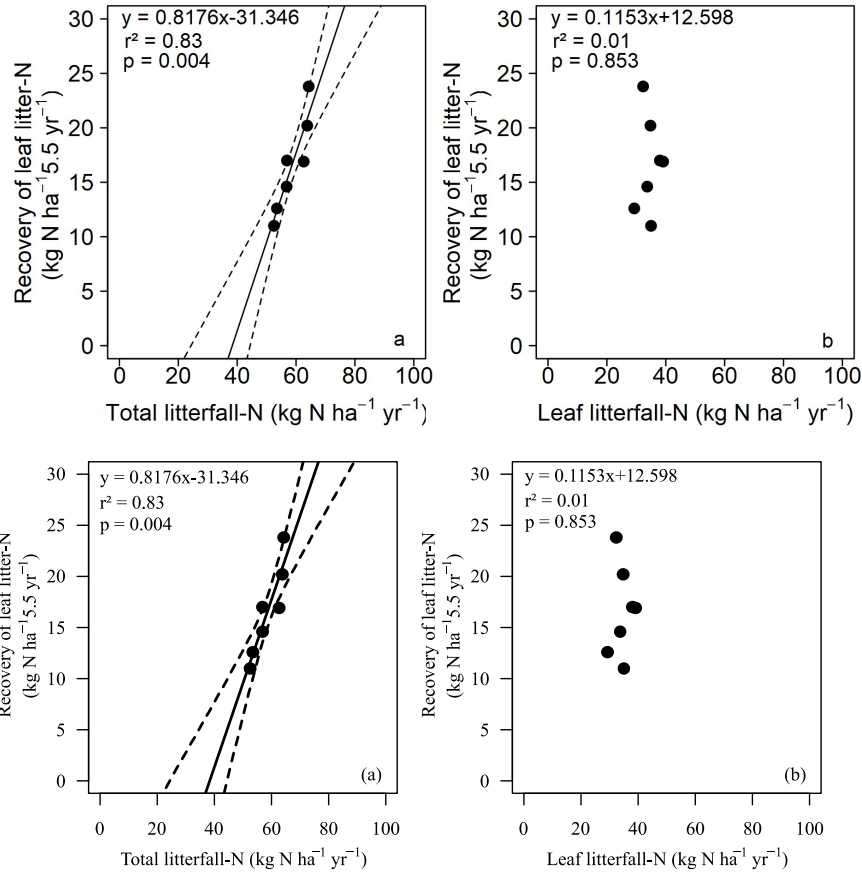 y = 0.8176x-31.346
r² = 0.83
p = 0.004
30
25
20
15
10
5
0
Recovery of leaf litter-N
(kg N ha⁻¹5.5 yr⁻¹)
a
0 20 40 60 80 100
Total litterfall-N (kg N ha⁻¹ yr⁻¹)
y = 0.1153x+12.598
r² = 0.01
p = 0.853
30
25
20
15
10
5
0
Recovery of leaf litter-N
(kg N ha⁻¹5.5 yr⁻¹)
b
0 20 40 60 80 100
Leaf litterfall-N (kg N ha⁻¹ yr⁻¹)
y = 0.8176x-31.346
r² = 0.83
p = 0.004
30
25
20
15
10
5
0
Recovery of leaf litter-N
(kg N ha⁻¹5.5 yr⁻¹)
(a)
0 20 40 60 80 100
Total litterfall-N (kg N ha⁻¹ yr⁻¹)
y = 0.1153x+12.598
r² = 0.01
p = 0.853
30
25
20
15
10
5
0
Recovery of leaf litter-N
(kg N ha⁻¹5.5 yr⁻¹)
(b)
0 20 40 60 80 100
Leaf litterfall-N (kg N ha⁻¹ yr⁻¹)